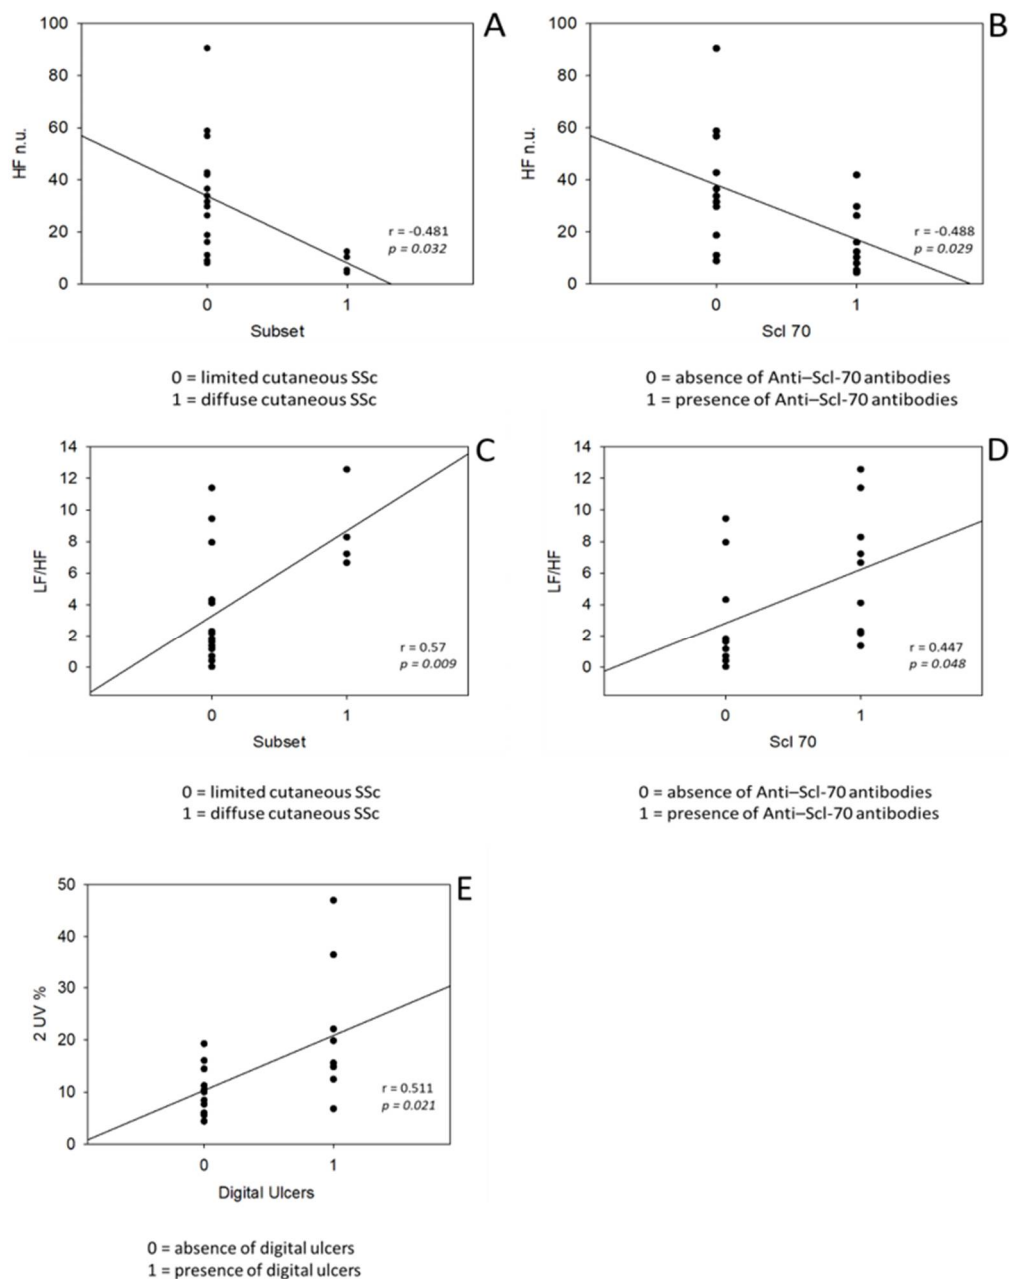 A
100
80
60
40
20
0
HF n.u.
r = -0.481
p = 0.032
0
1
Subset
0 = limited cutaneous SSc
1 = diffuse cutaneous SSc
B
100
80
60
40
20
0
HF n.u.
r = -0.488
p = 0.029
0
1
Scl 70
0 = absence of Anti–Scl-70 antibodies
1 = presence of Anti–Scl-70 antibodies
C
14
12
10
8
6
4
2
0
LF/HF
r = 0.57
p = 0.009
0
1
Subset
0 = limited cutaneous SSc
1 = diffuse cutaneous SSc
D
14
12
10
8
6
4
2
0
LF/HF
r = 0.447
p = 0.048
0
1
Scl 70
0 = absence of Anti–Scl-70 antibodies
1 = presence of Anti–Scl-70 antibodies
E
50
40
30
20
10
0
2 UV %
r = 0.511
p = 0.021
0
1
Digital Ulcers
0 = absence of digital ulcers
1 = presence of digital ulcers